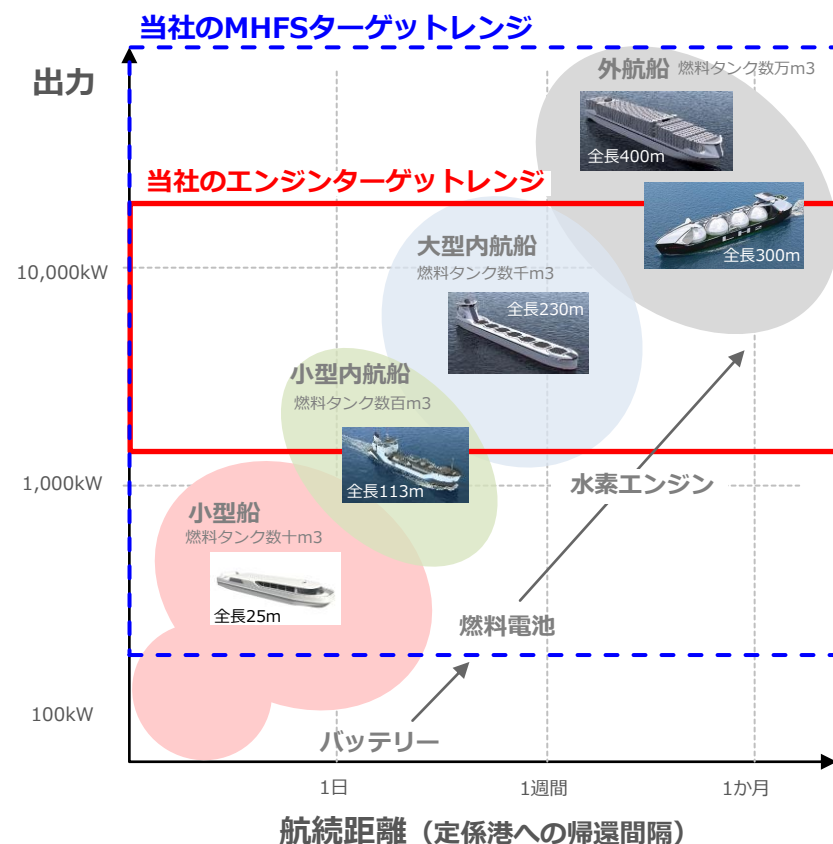 当社のMHFSターゲットレンジ
出力
外航船 燃料タンク数万m3
全長400m
当社のエンジンターゲットレンジ
全長300m
LH2
大型内航船
燃料タンク数千m3
全長230m
10,000kW
小型内航船
燃料タンク数百m3
全長113m
1,000kW
水素エンジン
小型船
燃料タンク数十m3
全長25m
燃料電池
100kW
バッテリー
1日
1週間
1か月
航続距離（定係港への帰還間隔）